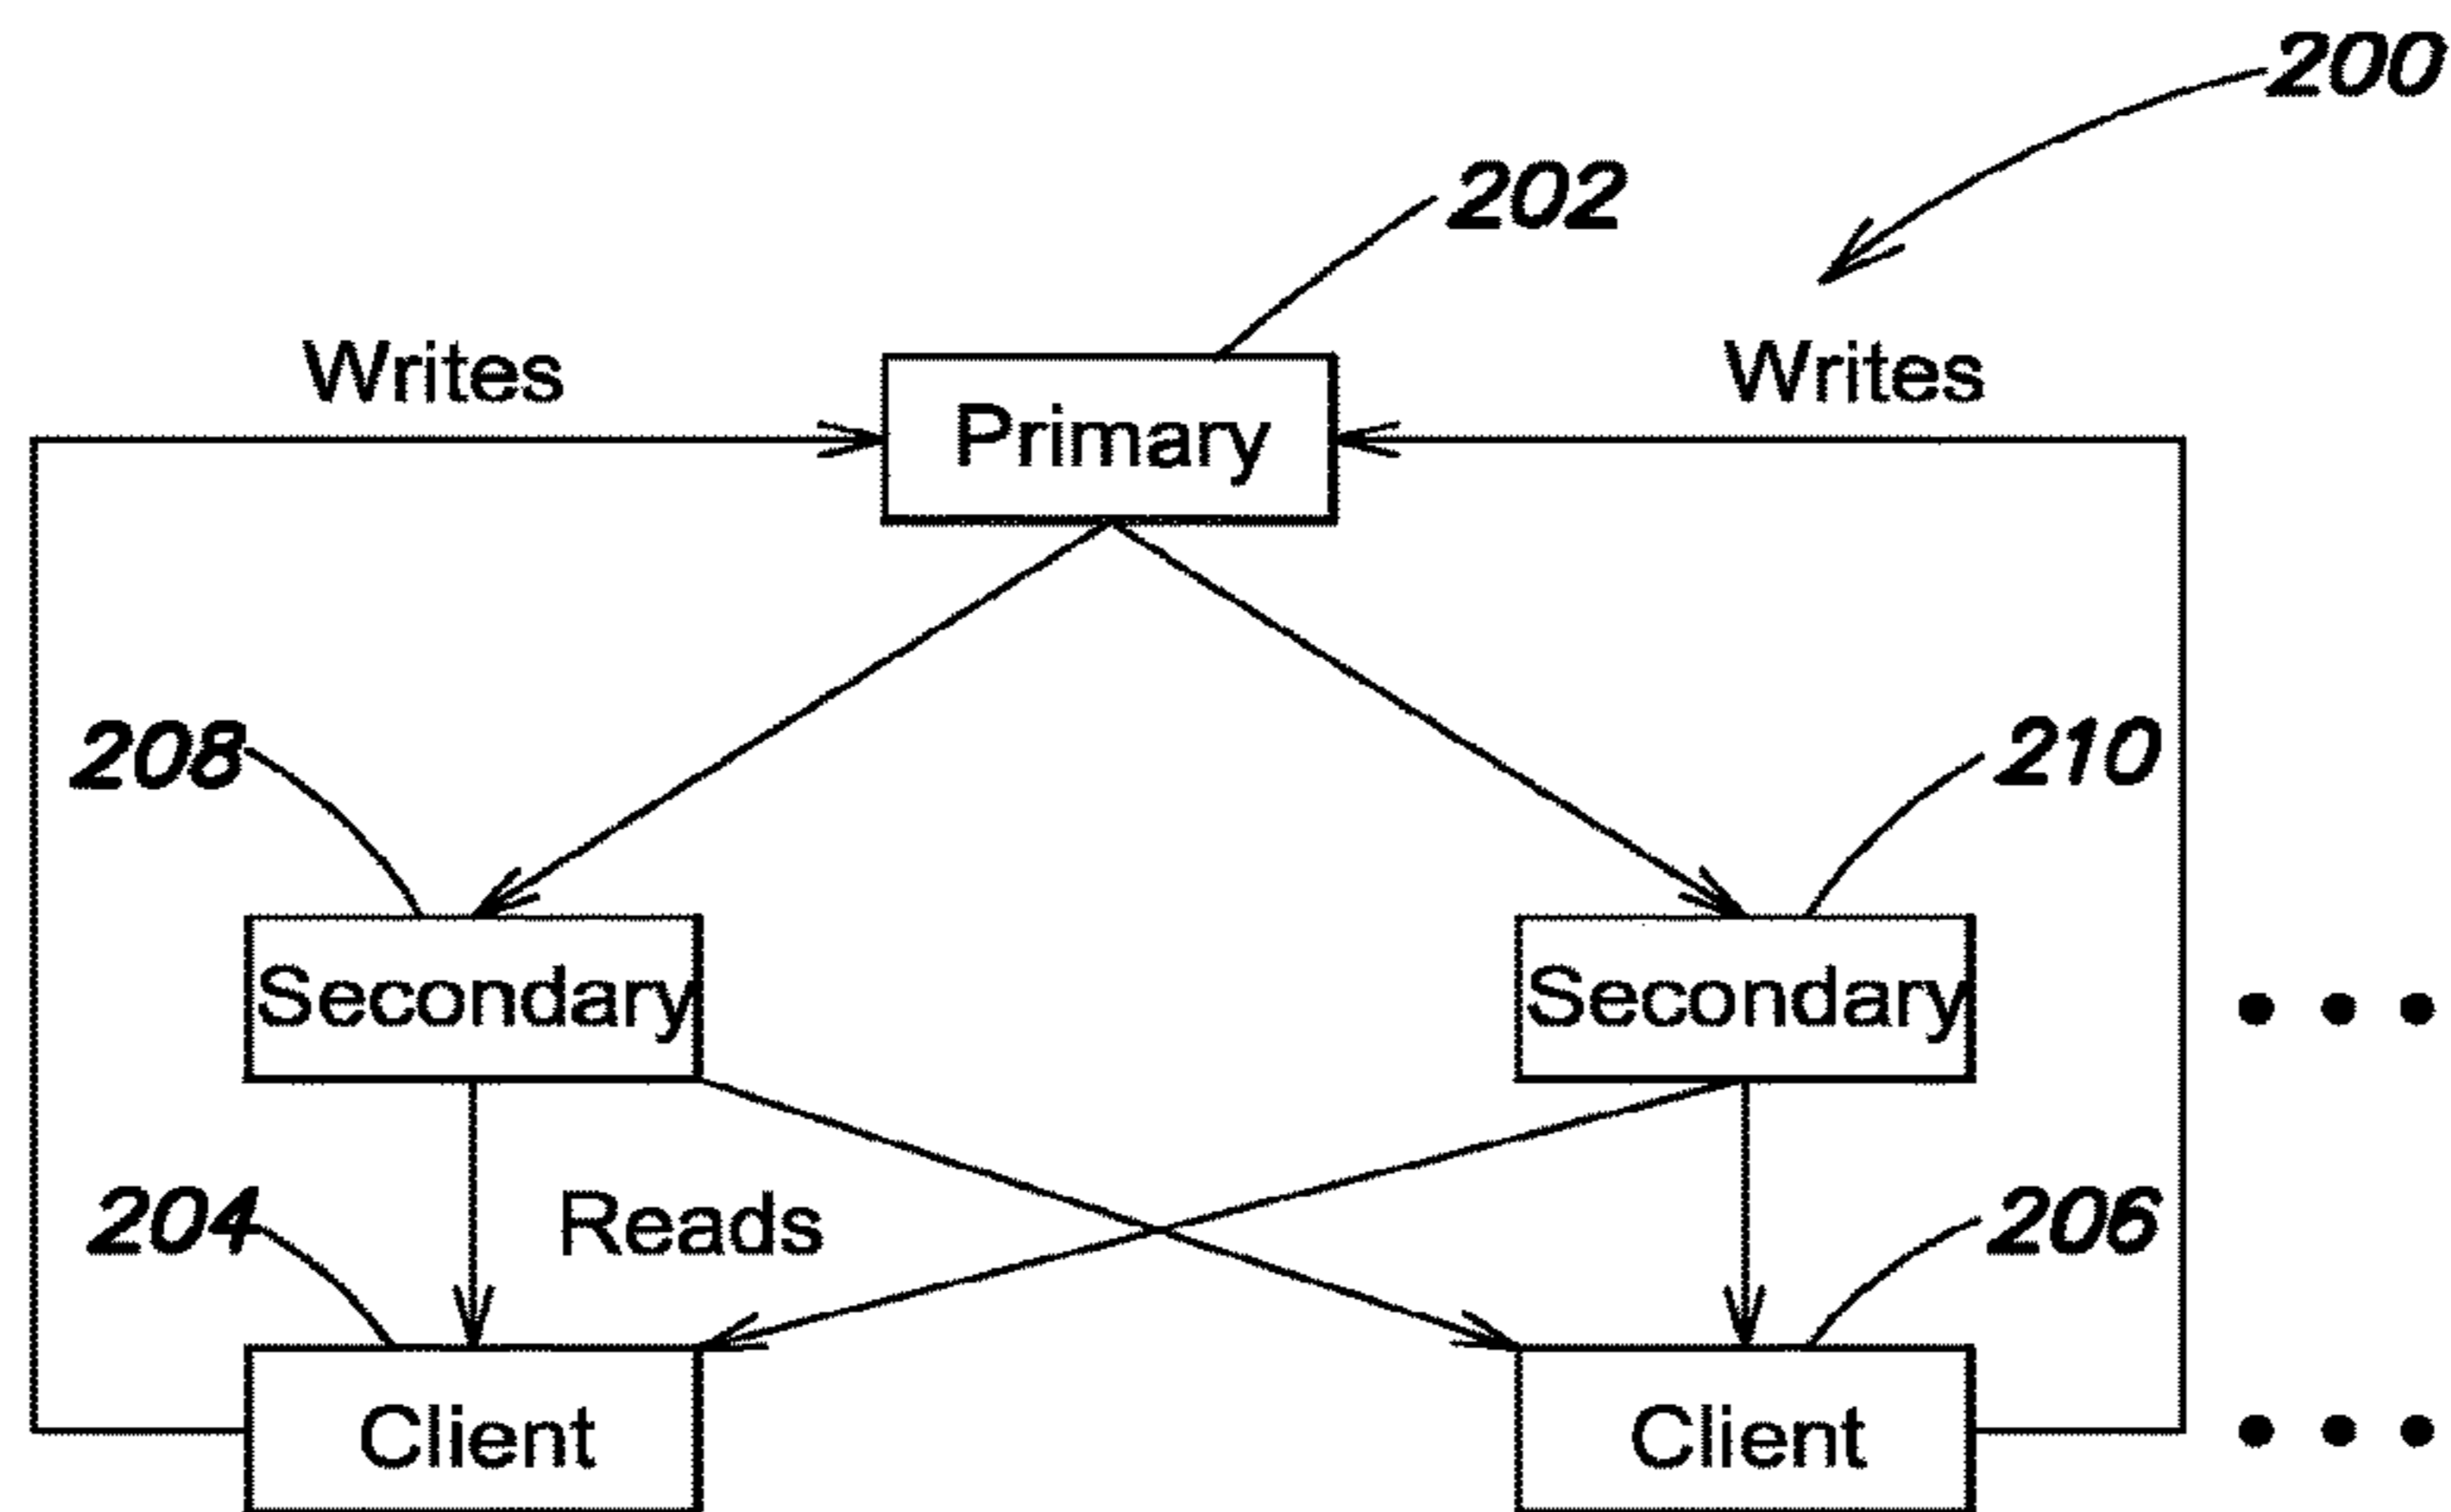 200
202
Writes
Writes
Primary
208
210
Secondary
Secondary
204
Reads
206
Client
Client